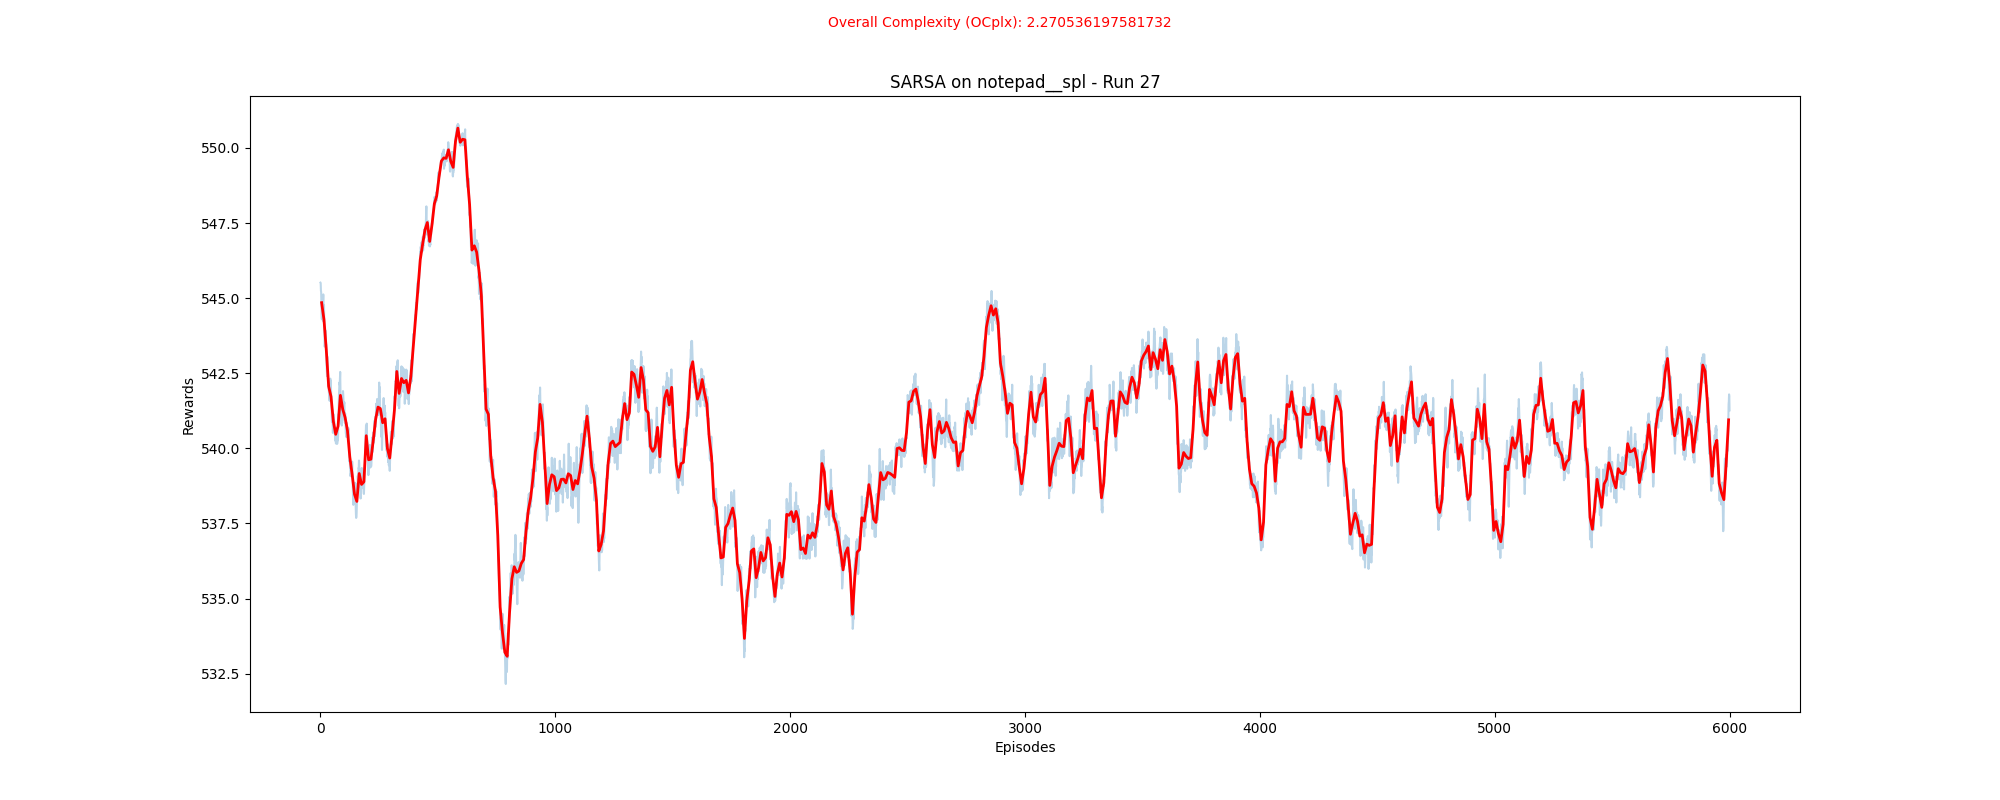 Overall Complexity (OCplx): 2.270536197581732
SARSA on notepad__spl - Run 27
Rewards
550.0
547.5
545.0
542.5
540.0
537.5
535.0
532.5
0 1000 2000 3000 4000 5000 6000
Episodes